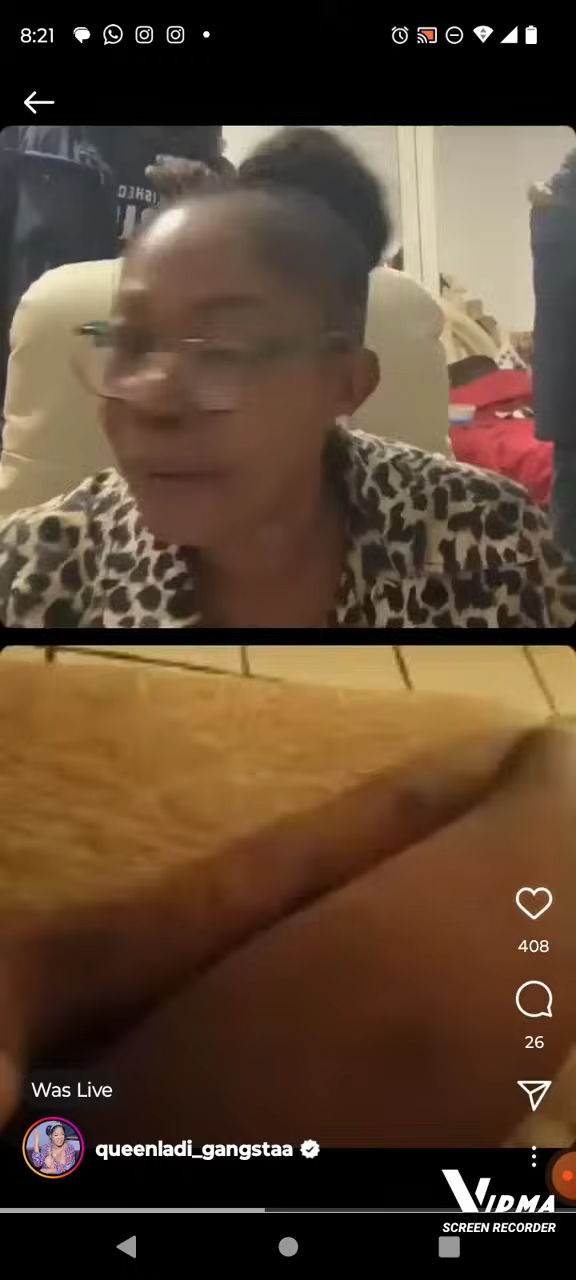 8:21
408
26
Was Live
queenladi_gangstaa
VIDMA
SCREEN RECORDER